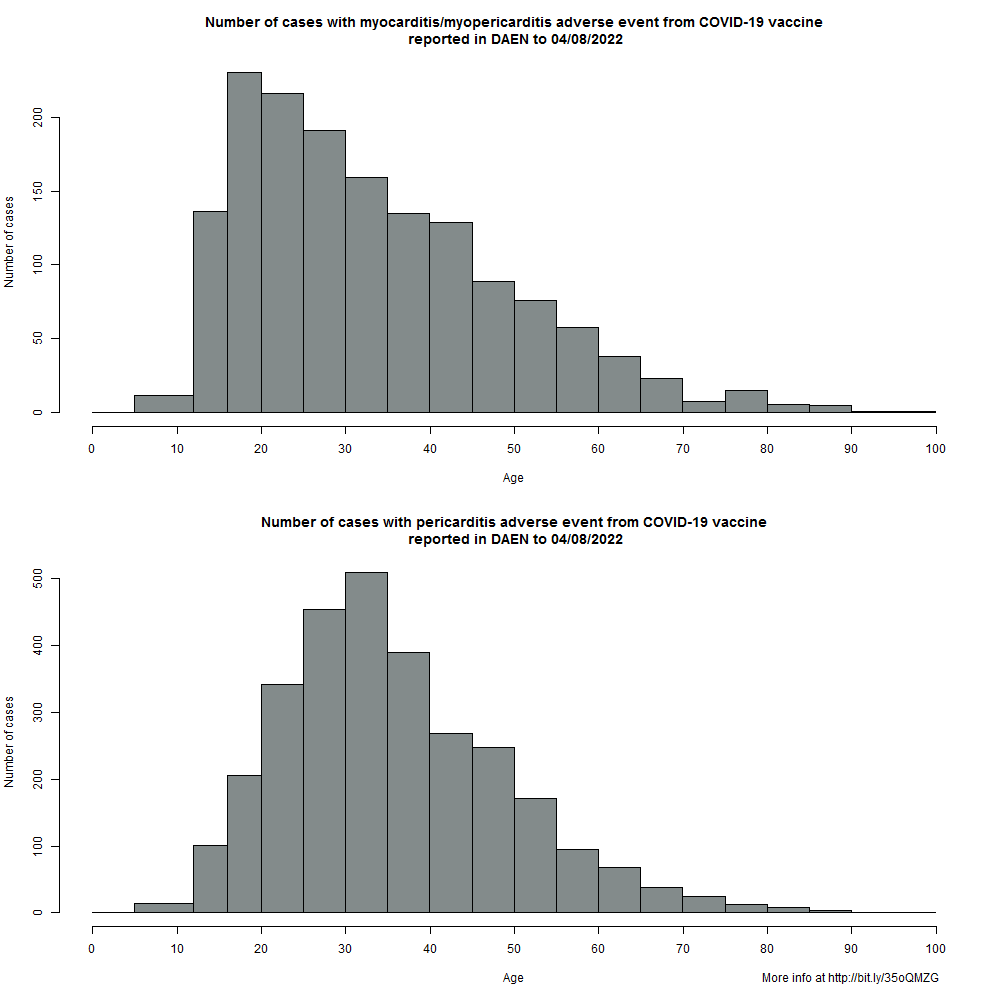 Number of cases with myocarditis/myopericarditis adverse event from COVID-19 vaccine
reported in DAEN to 04/08/2022
Number of cases
200
150
100
50
0
0 10 20 30 40 50 60 70 80 90 100
Age
Number of cases with pericarditis adverse event from COVID-19 vaccine
reported in DAEN to 04/08/2022
Number of cases
500
400
300
200
100
0
0 10 20 30 40 50 60 70 80 90 100
Age
More info at http://bit.ly/35oQMZG